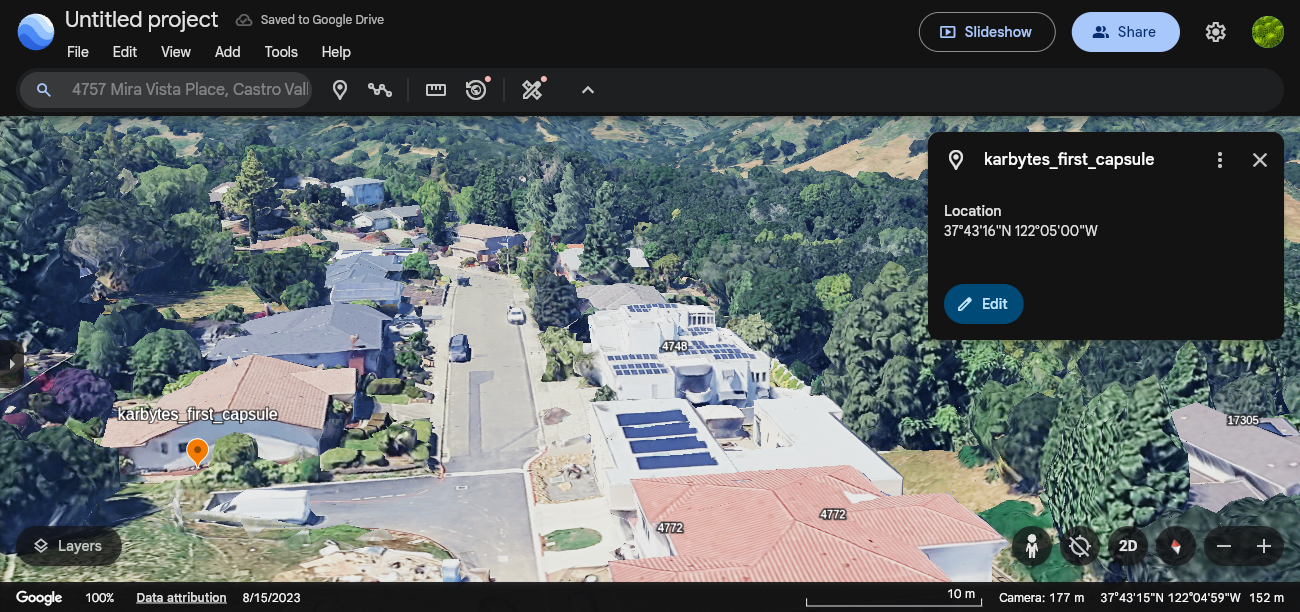 Untitled project
Saved to Google Drive
File Edit View Add Tools Help
Slideshow
Share
4757 Mira Vista Place, Castro Vall
karbytes_first_capsule
Location
37°43'16"N 122°05'00"W
Edit
4748
karbytes_first_capsule
17305
4772
4772
Layers
2D
Google 100% Data attribution 8/15/2023
10 m
Camera: 177 m 37°43'15"N 122°04'59"W 152 m